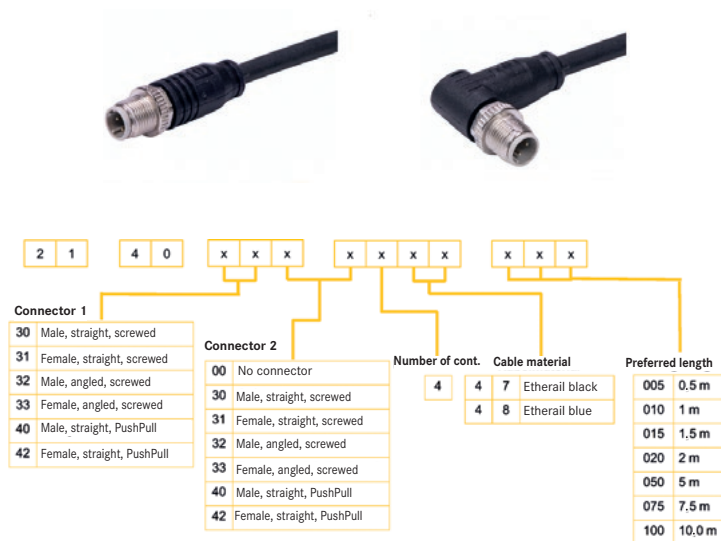 2 1 4 0 x x x x x x x x x x
Connector 1
30 Male, straight, screwed
31 Female, straight, screwed
32 Male, angled, screwed
33 Female, angled, screwed
40 Male, straight, PushPull
42 Female, straight, PushPull
Connector 2
00 No connector
30 Male, straight, screwed
31 Female, straight, screwed
32 Male, angled, screwed
33 Female, angled, screwed
40 Male, straight, PushPull
42 Female, straight, PushPull
Number of cont.
4
Cable material
4 7 Etherail black
4 8 Etherail blue
Preferred length
005 0.5 m
010 1 m
015 1.5 m
020 2 m
050 5 m
075 7.5 m
100 10.0 m